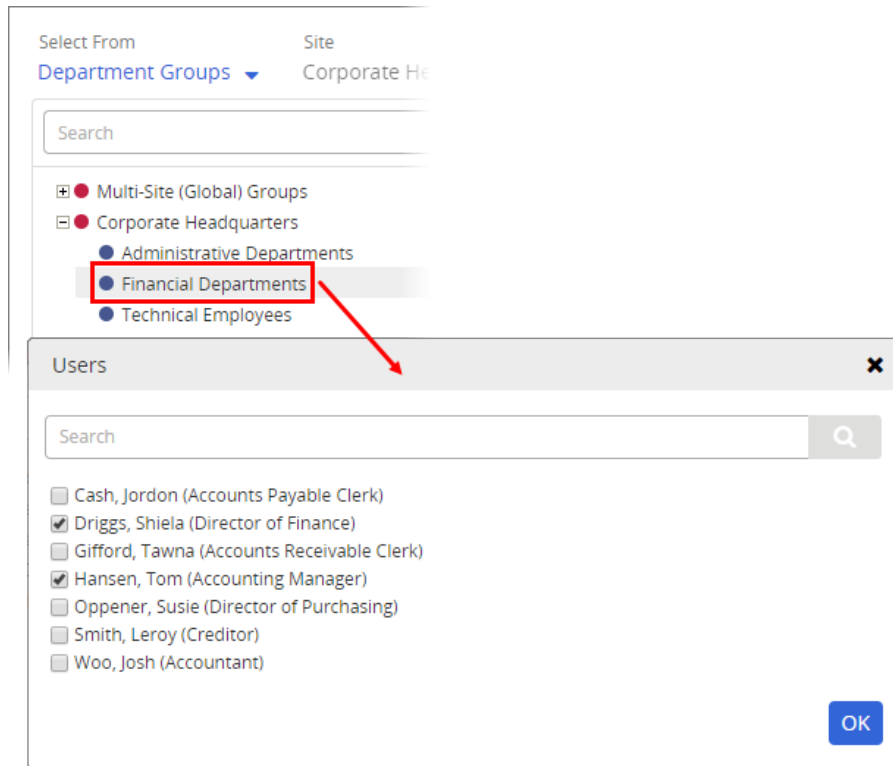 Select From Site
Department Groups Corporate He
Search
Multi-Site (Global) Groups
Corporate Headquarters
Administrative Departments
Financial Departments
Technical Employees
Users
Search
Cash, Jordon (Accounts Payable Clerk)
Driggs, Shiela (Director of Finance)
Gifford, Tawna (Accounts Receivable Clerk)
Hansen, Tom (Accounting Manager)
Oppener, Susie (Director of Purchasing)
Smith, Leroy (Creditor)
Woo, Josh (Accountant)
OK